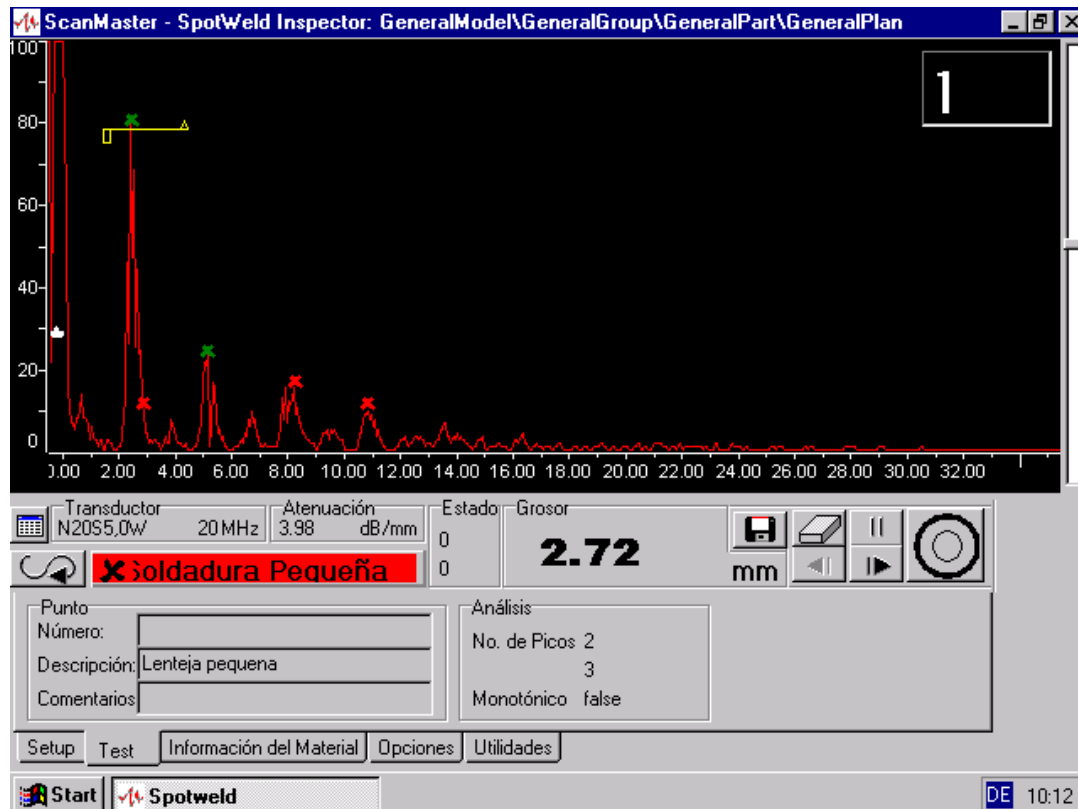 ScanMaster - SpotWeld Inspector: GeneralModel\GeneralGroup\GeneralPart\GeneralPlan
1
100
80
60
40
20
0
0.00 2.00 4.00 6.00 8.00 10.00 12.00 14.00 16.00 18.00 20.00 22.00 24.00 26.00 28.00 30.00 32.00
Transductor Atenuación Estado Grosor
N20S5,0W 20MHz 3.98 dB/mm 0
0
2.72 mm
Soldadura Pequeña
Punto
Número:
Descripción: Lenteja pequena
Comentarios
Análisis
No. de Picos 2
3
Monotónico false
Setup Test Información del Material Opciones Utilidades
Start Spotweld DE 10:12